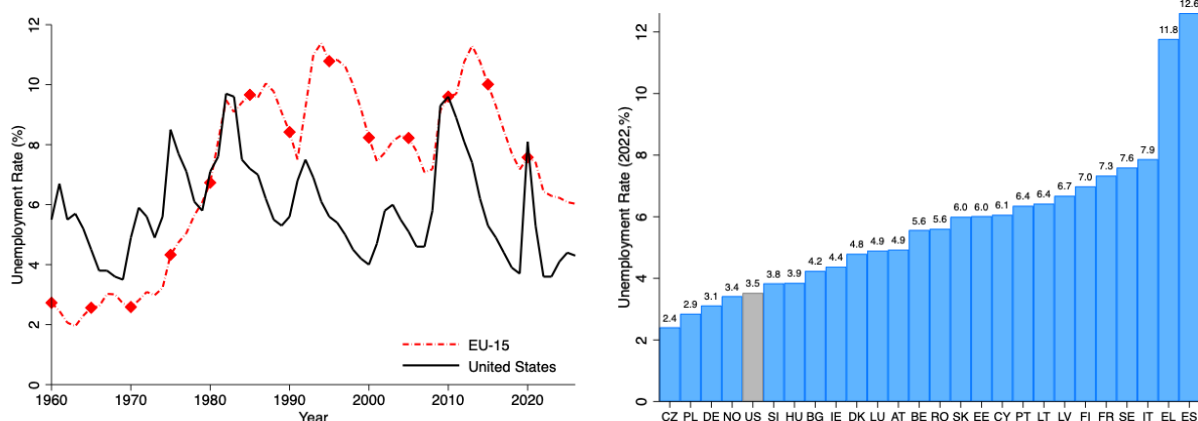 Unemployment Rate (%)
12
10
8
6
4
2
0
1960 1970 1980 1990 2000 2010 2020
Year
EU-15
United States
Unemployment Rate (2022,%)
12
10
8
6
4
2
0
2.4 2.9 3.1 3.4 3.5 3.8 3.9 4.2 4.4 4.8 4.9 4.9 5.6 5.6 6.0 6.0 6.1 6.4 6.4 6.7 7.0 7.3 7.6 7.9 11.8 12.6
CZ PL DE NO US SI HU BG IE DK LU AT BE RO SK EE CY PT LT LV FI FR SE IT EL ES